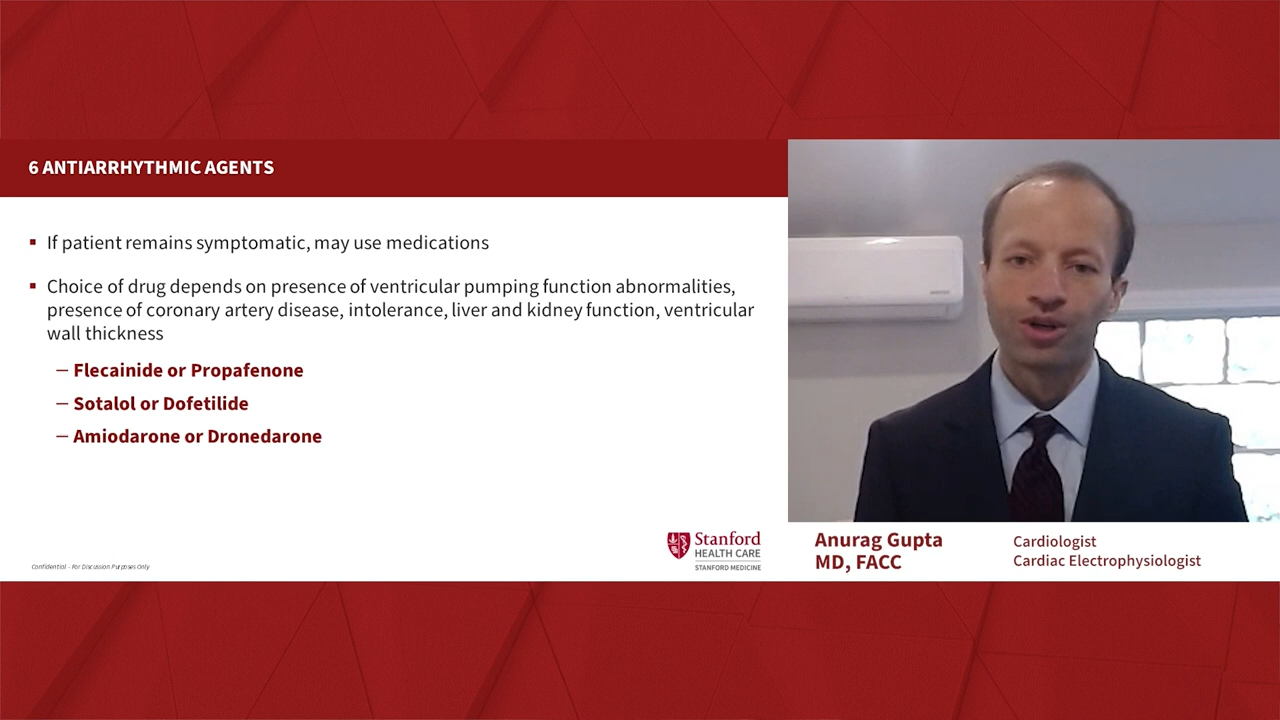 6 ANTIARRHYTHMIC AGENTS
▪ If patient remains symptomatic, may use medications
▪ Choice of drug depends on presence of ventricular pumping function abnormalities,
presence of coronary artery disease, intolerance, liver and kidney function, ventricular
wall thickness
– Flecainide or Propafenone
– Sotalol or Dofetilide
– Amiodarone or Dronedarone
Confidential - For Discussion Purposes Only
Stanford
HEALTH CARE
STANFORD MEDICINE
Anurag Gupta
MD, FACC
Cardiologist
Cardiac Electrophysiologist